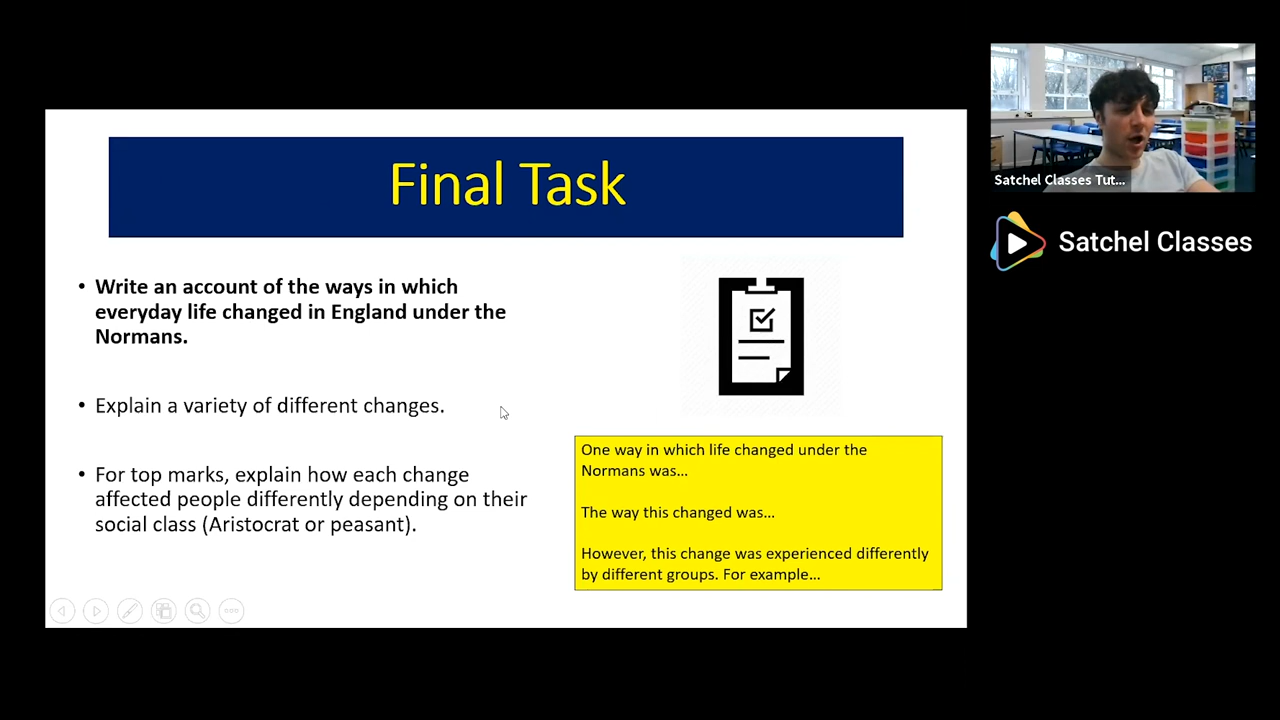 Final Task
• Write an account of the ways in which
everyday life changed in England under the
Normans.
• Explain a variety of different changes.
• For top marks, explain how each change
affected people differently depending on their
social class (Aristocrat or peasant).
One way in which life changed under the
Normans was...
The way this changed was...
However, this change was experienced differently
by different groups. For example...
Satchel Classes Tut...
Satchel Classes